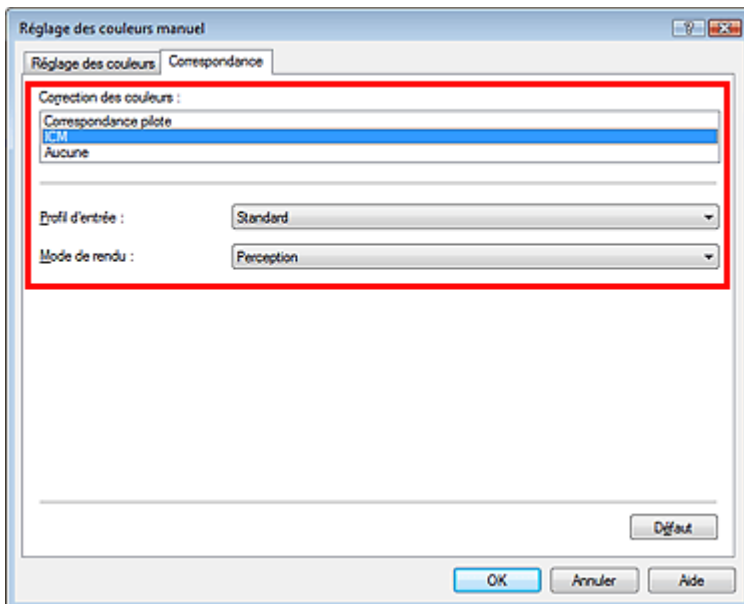 Réglage des couleurs manuel
Réglage des couleurs Correspondance
Correction des couleurs :
Correspondance pilote
ICM
Aucune
Profil d'entrée : Standard
Mode de rendu : Perception
Défaut
OK Annuler Aide